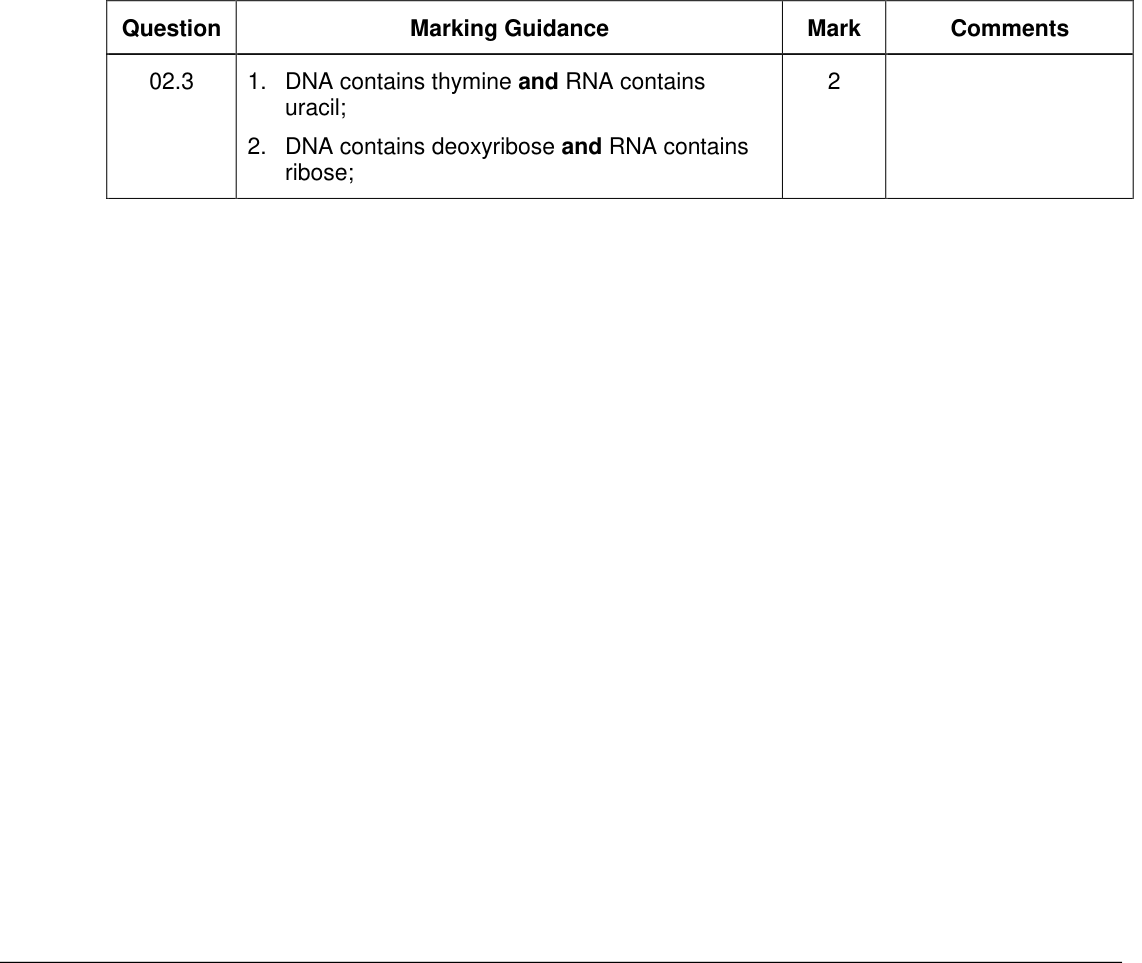 Question Marking Guidance Mark Comments
02.3 1. DNA contains thymine and RNA contains 2
uracil;
2. DNA contains deoxyribose and RNA contains
ribose;